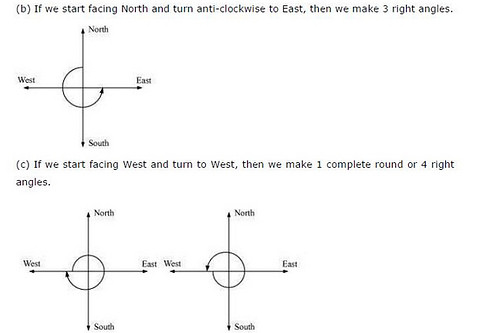 (b) If we start facing North and turn anti-clockwise to East, then we make 3 right angles.
North
West East
South
(c) If we start facing West and turn to West, then we make 1 complete round or 4 right
angles.
North North
West East West East
South South